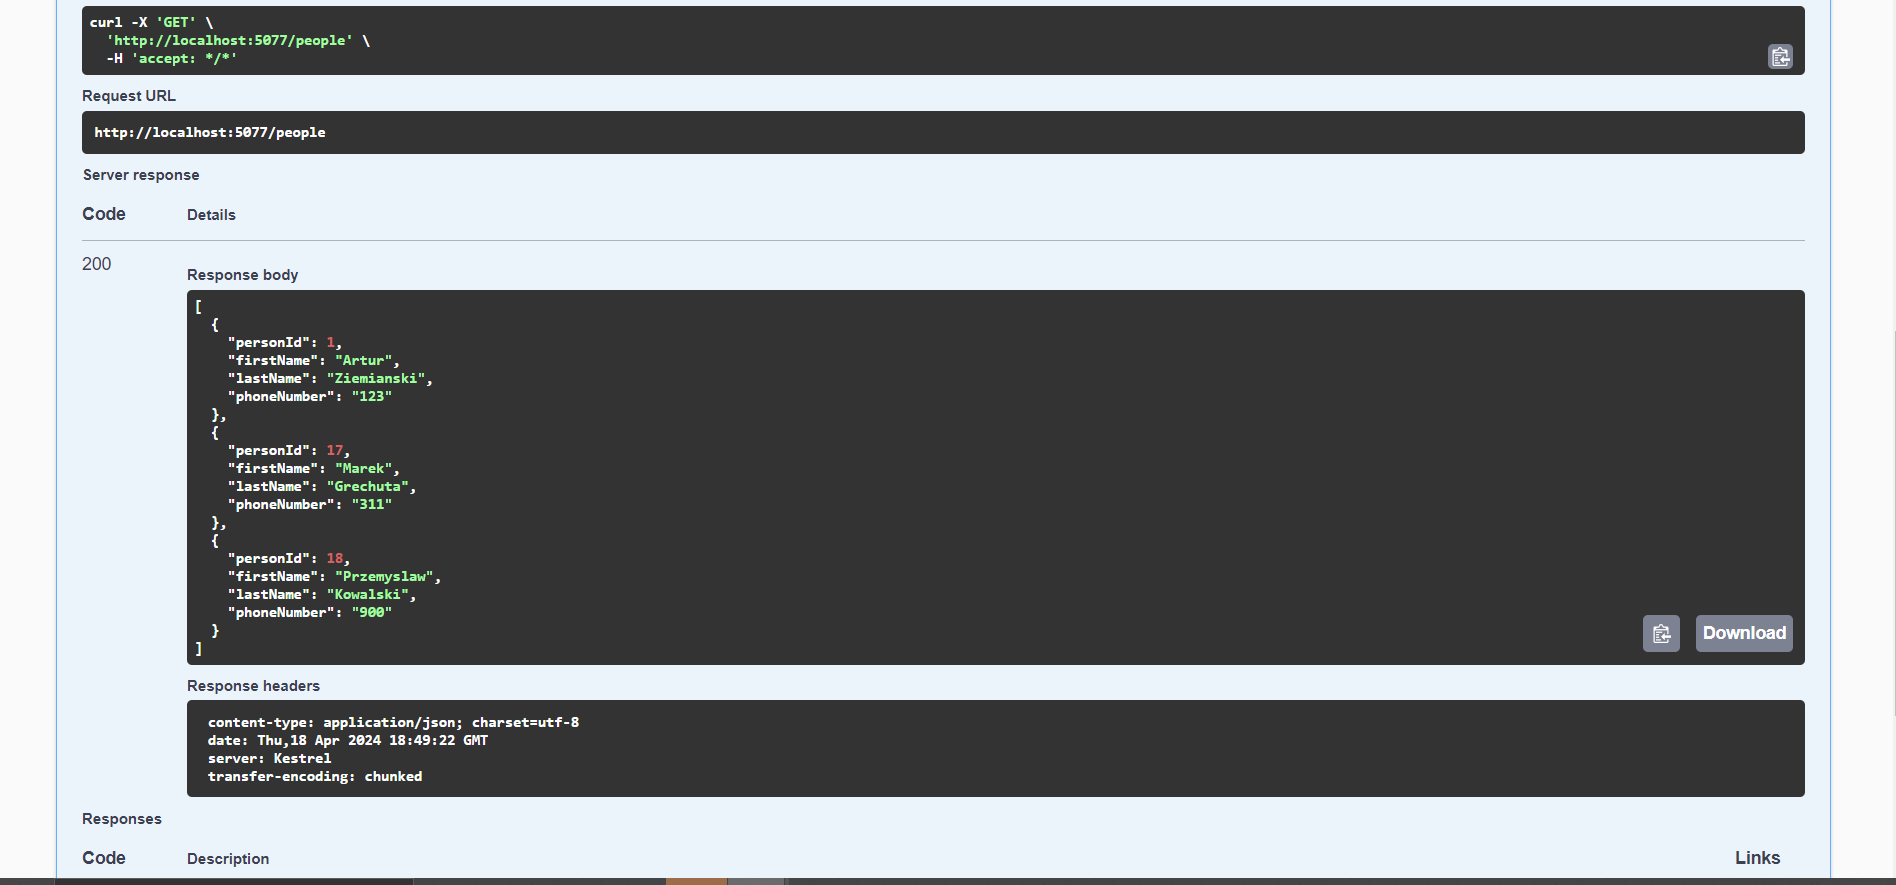 curl -X 'GET' \
  'http://localhost:5077/people' \
  -H 'accept: */*'
Request URL
http://localhost:5077/people
Server response
Code Details
200
Response body
[
  {
    "personId": 1,
    "firstName": "Artur",
    "lastName": "Ziemianski",
    "phoneNumber": "123"
  },
  {
    "personId": 17,
    "firstName": "Marek",
    "lastName": "Grechuta",
    "phoneNumber": "311"
  },
  {
    "personId": 18,
    "firstName": "Przemyslaw",
    "lastName": "Kowalski",
    "phoneNumber": "900"
  }
]
Download
Response headers
content-type: application/json; charset=utf-8
date: Thu,18 Apr 2024 18:49:22 GMT
server: Kestrel
transfer-encoding: chunked
Responses
Code Description Links